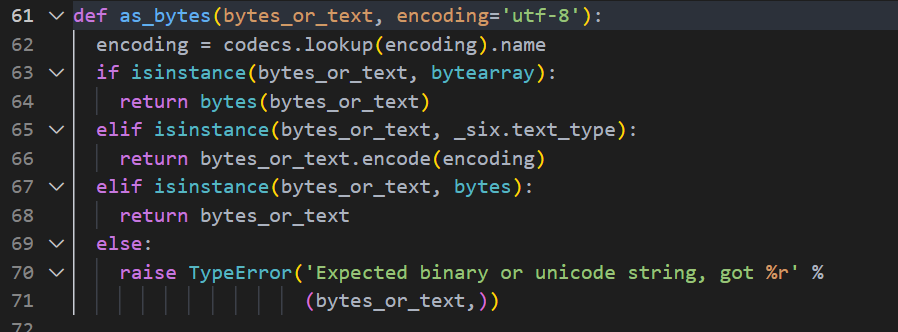 61 def as_bytes(bytes_or_text, encoding='utf-8'):
62 encoding = codecs.lookup(encoding).name
63 if isinstance(bytes_or_text, bytearray):
64 return bytes(bytes_or_text)
65 elif isinstance(bytes_or_text, _six.text_type):
66 return bytes_or_text.encode(encoding)
67 elif isinstance(bytes_or_text, bytes):
68 return bytes_or_text
69 else:
70 raise TypeError('Expected binary or unicode string, got %r' %
71 (bytes_or_text,))
72